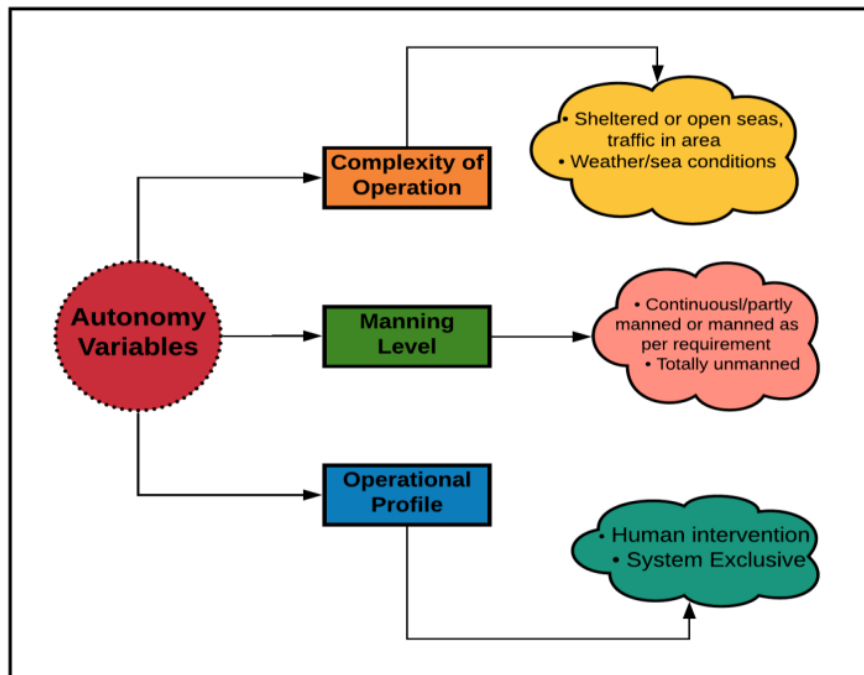 • Sheltered or open seas,
traffic in area
• Weather/sea conditions
Complexity of
Operation
Autonomy
Variables
Manning
Level
• Continousl/partly
manned or manned as
per requirement
• Totally unmanned
Operational
Profile
• Human intervention
• System Exclusive